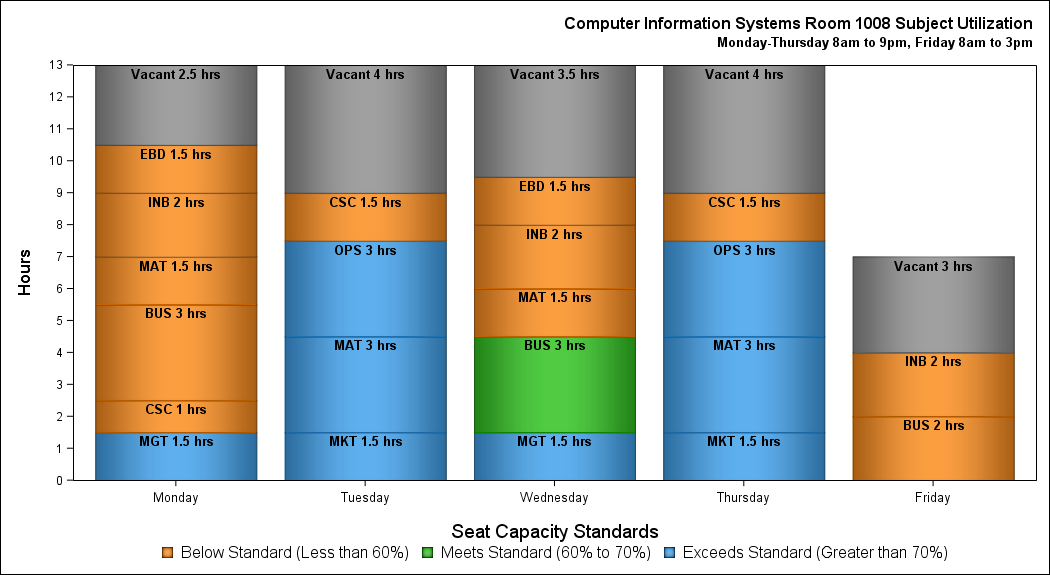 Computer Information Systems Room 1008 Subject Utilization
Monday-Thursday 8am to 9pm, Friday 8am to 3pm
Hours
13
12
11
10
9
8
7
6
5
4
3
2
1
0
Vacant 2.5 hrs
EBD 1.5 hrs
INB 2 hrs
MAT 1.5 hrs
BUS 3 hrs
CSC 1 hrs
MGT 1.5 hrs
Monday
Vacant 4 hrs
CSC 1.5 hrs
OPS 3 hrs
MAT 3 hrs
MKT 1.5 hrs
Tuesday
Vacant 3.5 hrs
EBD 1.5 hrs
INB 2 hrs
MAT 1.5 hrs
BUS 3 hrs
MGT 1.5 hrs
Wednesday
Vacant 4 hrs
CSC 1.5 hrs
OPS 3 hrs
MAT 3 hrs
MKT 1.5 hrs
Thursday
Vacant 3 hrs
INB 2 hrs
BUS 2 hrs
Friday
Seat Capacity Standards
Below Standard (Less than 60%) Meets Standard (60% to 70%) Exceeds Standard (Greater than 70%)